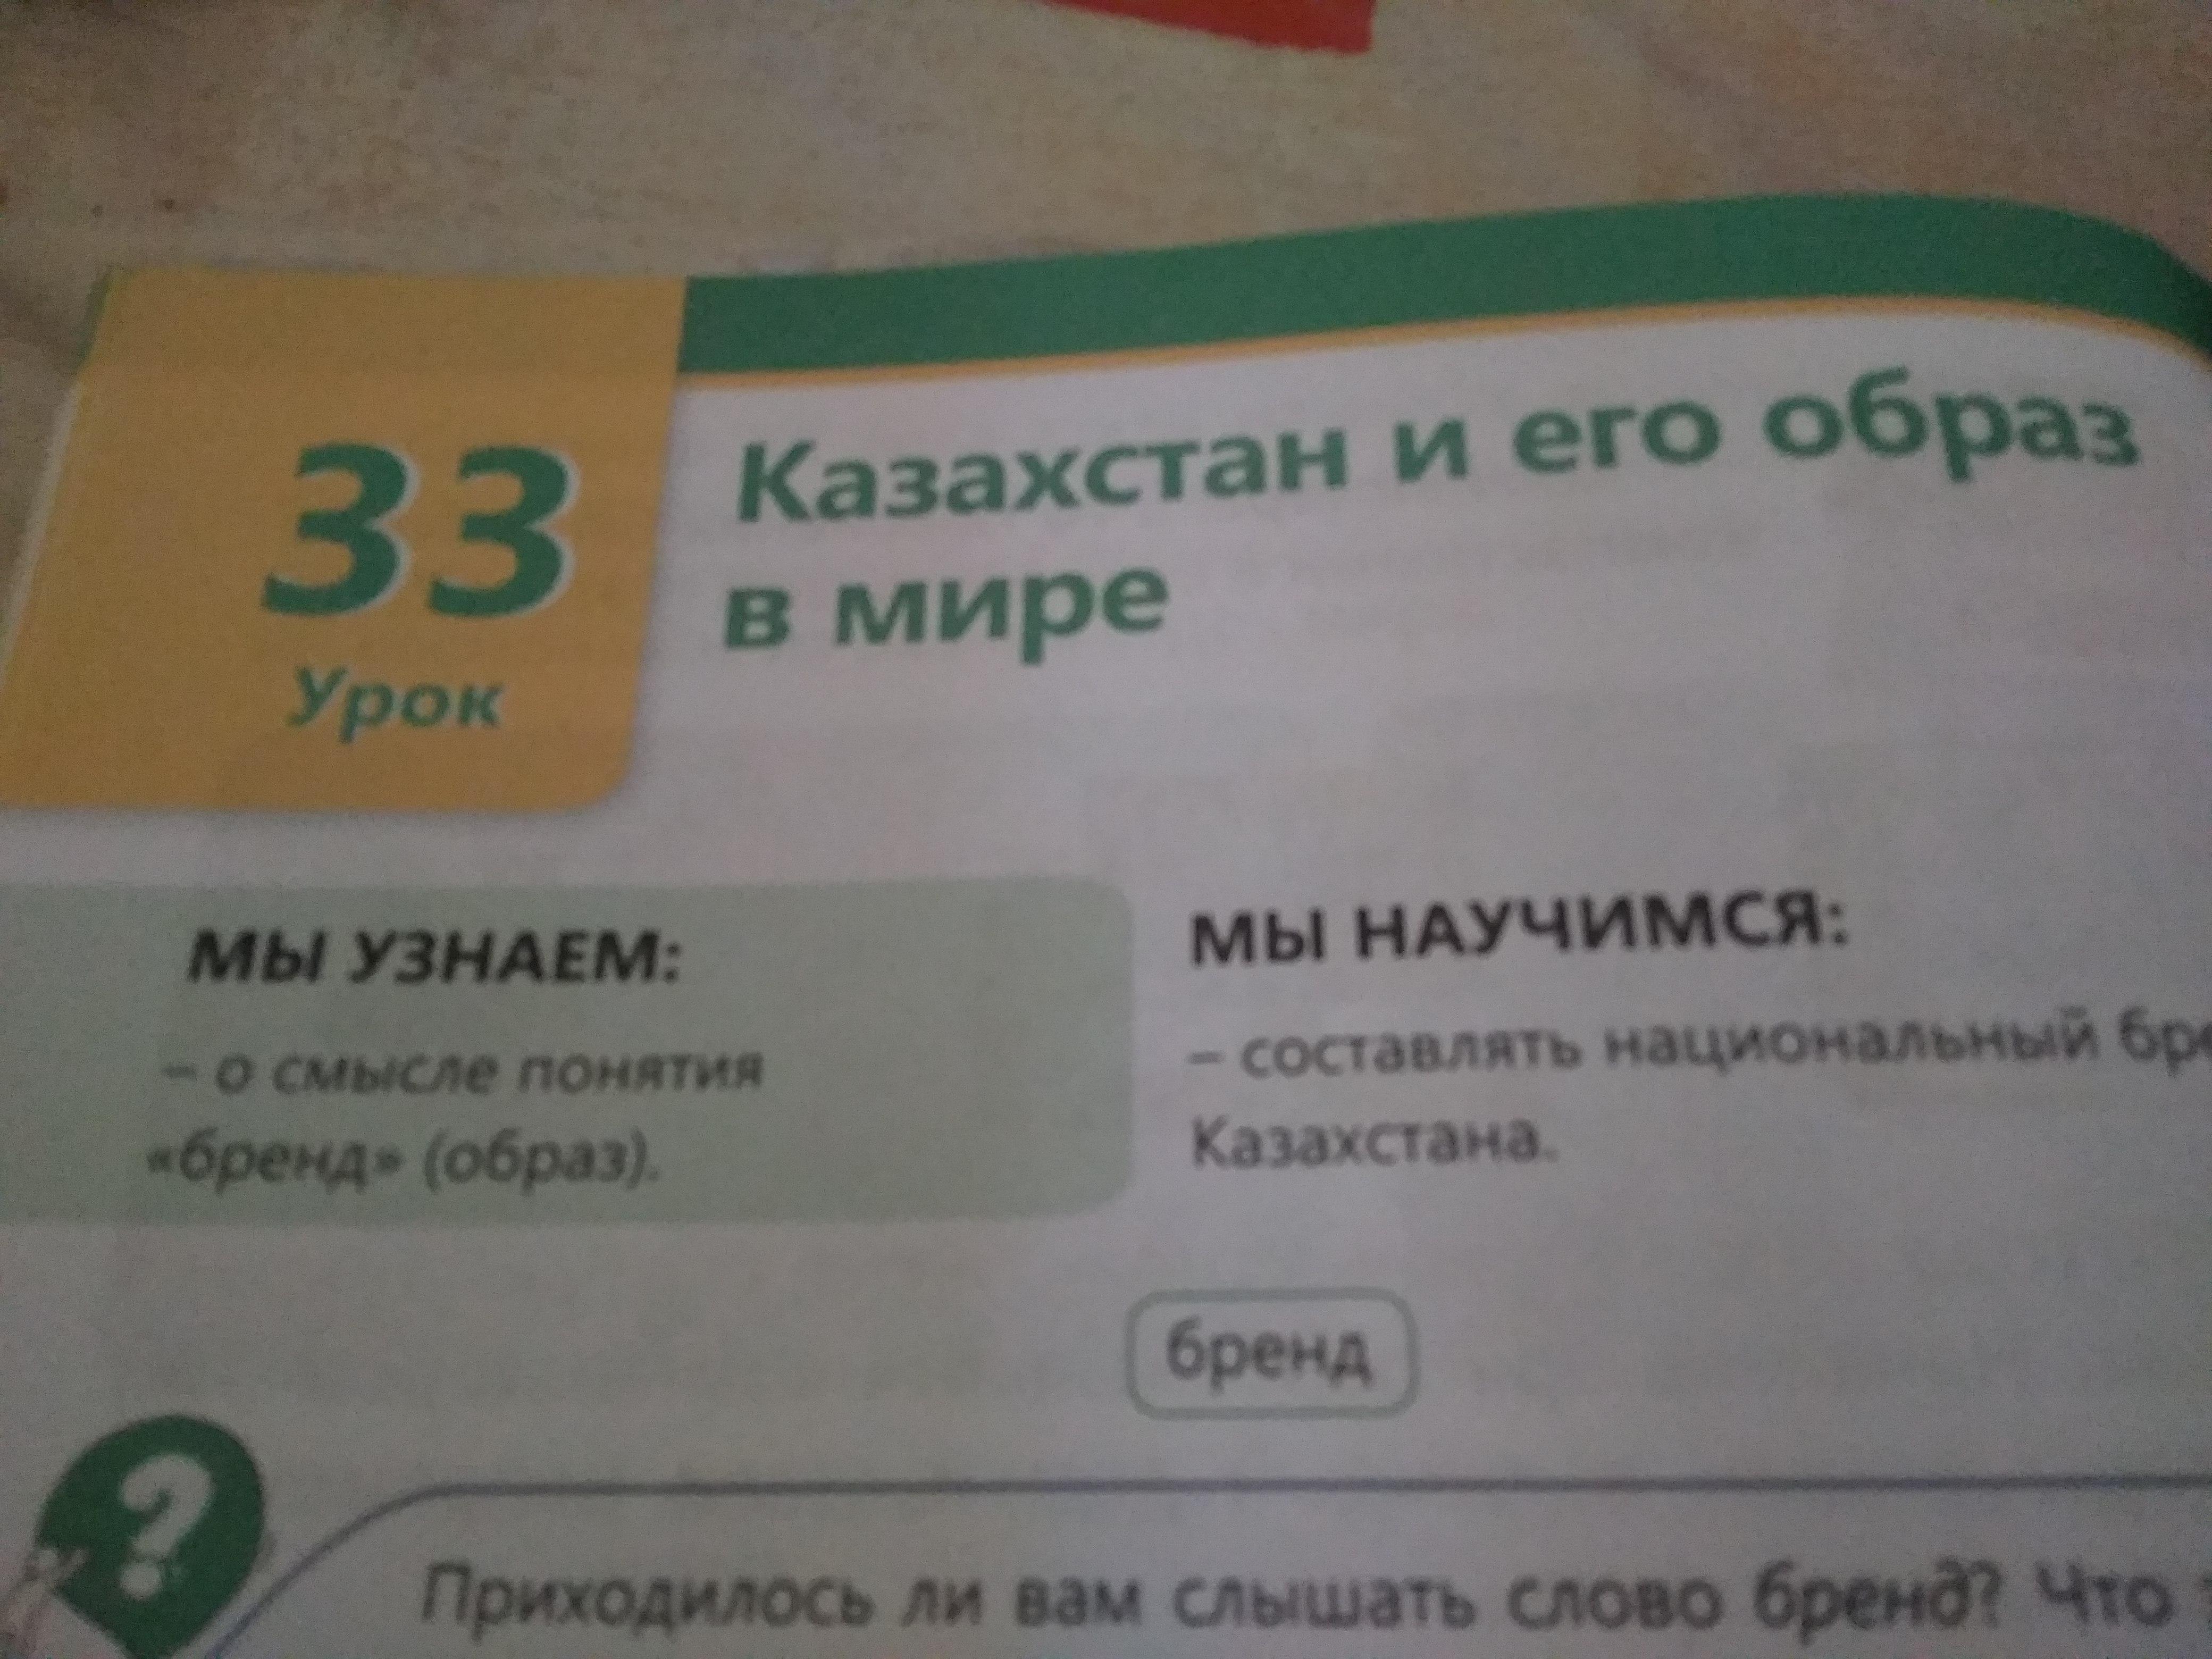 33
Урок
Казахстан и его образ
в мире
МЫ УЗНАЕМ:
– о смысле понятия
«бренд» (образ).
МЫ НАУЧИМСЯ:
– составлять национальный
Казахстана.
бренд
?
Приходилось ли вам слышать слово бренд? Что